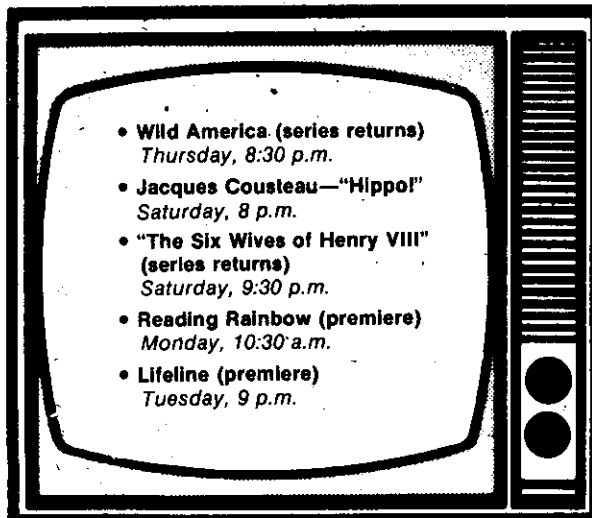 • Wild America (series returns)
Thursday, 8:30 p.m.
• Jacques Cousteau—"Hippo!"
Saturday, 8 p.m.
• "The Six Wives of Henry VIII"
(series returns)
Saturday, 9:30 p.m.
• Reading Rainbow (premiere)
Monday, 10:30 a.m.
• Lifeline (premiere)
Tuesday, 9 p.m.